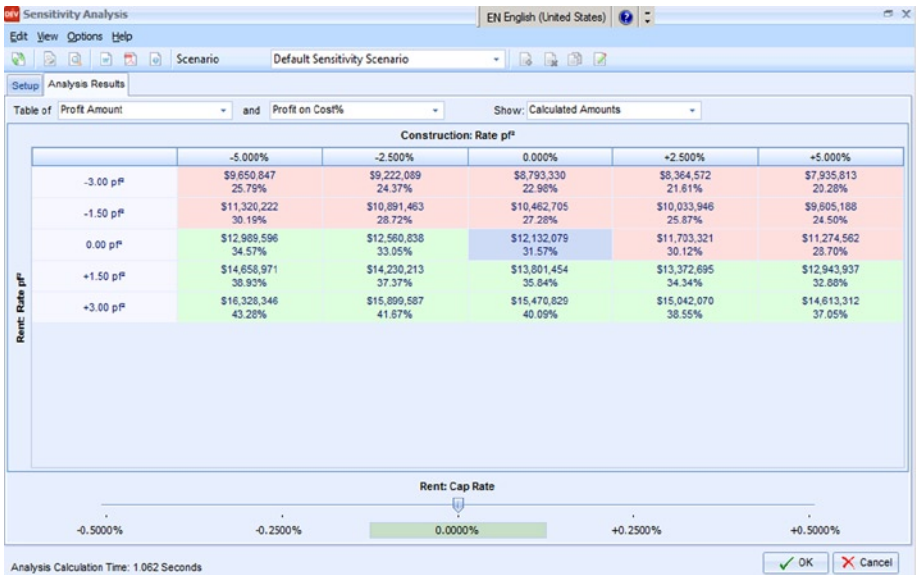 DEV Sensitivity Analysis
EN English (United States)
Edit View Options Help
Scenario Default Sensitivity Scenario
Setup Analysis Results
Table of Profit Amount and Profit on Cost% Show: Calculated Amounts
Construction: Rate pf²
-5.000% -2.500% 0.000% +2.500% +5.000%
-3.00 pf² $9,650,847 $9,222,089 $8,793,330 $8,364,572 $7,935,813
25.79% 24.37% 22.98% 21.61% 20.28%
-1.50 pf² $11,320,222 $10,891,463 $10,462,705 $10,033,946 $9,605,188
30.19% 28.72% 27.28% 25.87% 24.50%
0.00 pf² $12,989,596 $12,560,838 $12,132,079 $11,703,321 $11,274,562
34.57% 33.05% 31.57% 30.12% 28.70%
+1.50 pf² $14,658,971 $14,230,213 $13,801,454 $13,372,695 $12,943,937
38.93% 37.37% 35.84% 34.34% 32.88%
+3.00 pf² $16,328,346 $15,899,587 $15,470,829 $15,042,070 $14,613,312
43.28% 41.67% 40.09% 38.55% 37.05%
Rent: Rate pf²
Rent: Cap Rate
-0.5000% -0.2500% 0.0000% +0.2500% +0.5000%
Analysis Calculation Time: 1.062 Seconds
OK Cancel